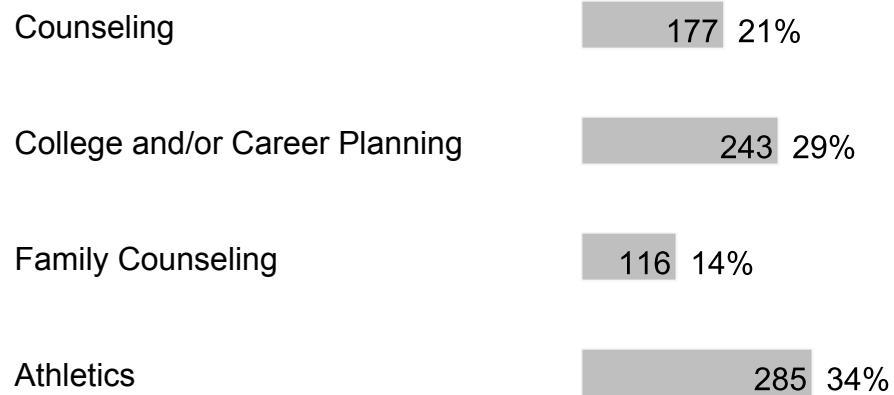 Counseling 177 21%
College and/or Career Planning 243 29%
Family Counseling 116 14%
Athletics 285 34%